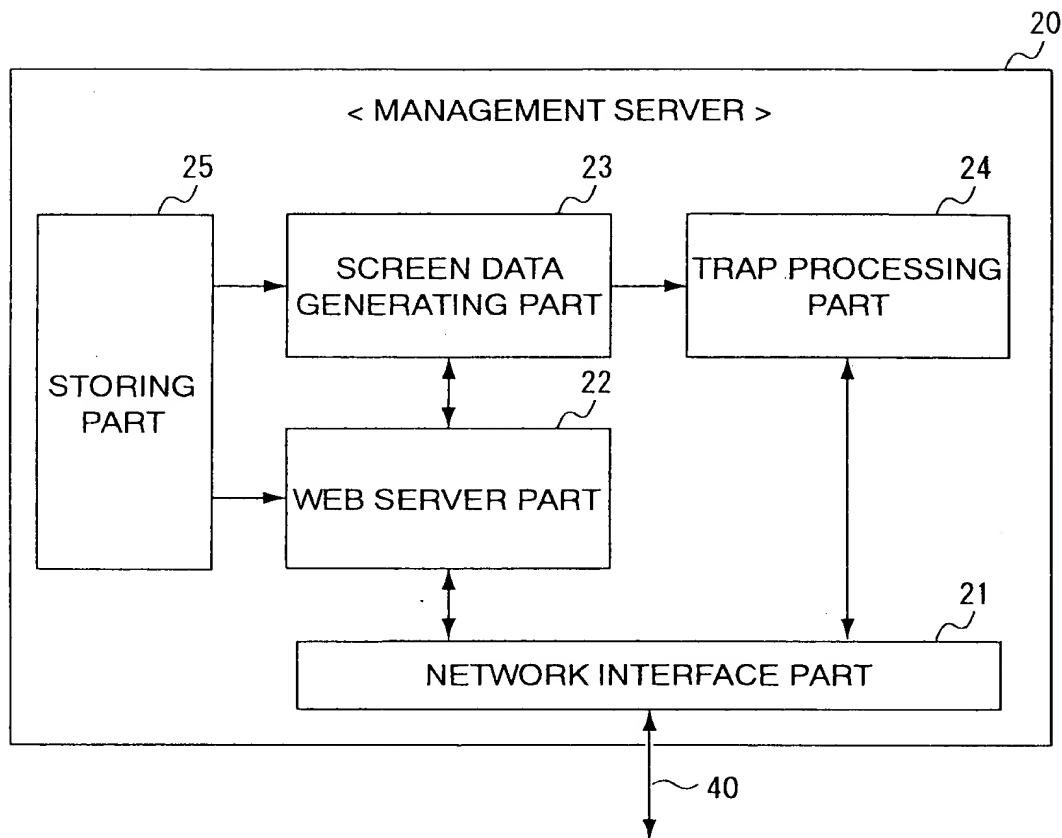 20
< MANAGEMENT SERVER >
25
23
24
SCREEN DATA
GENERATING PART
TRAP PROCESSING
PART
STORING
PART
22
WEB SERVER PART
21
NETWORK INTERFACE PART
40